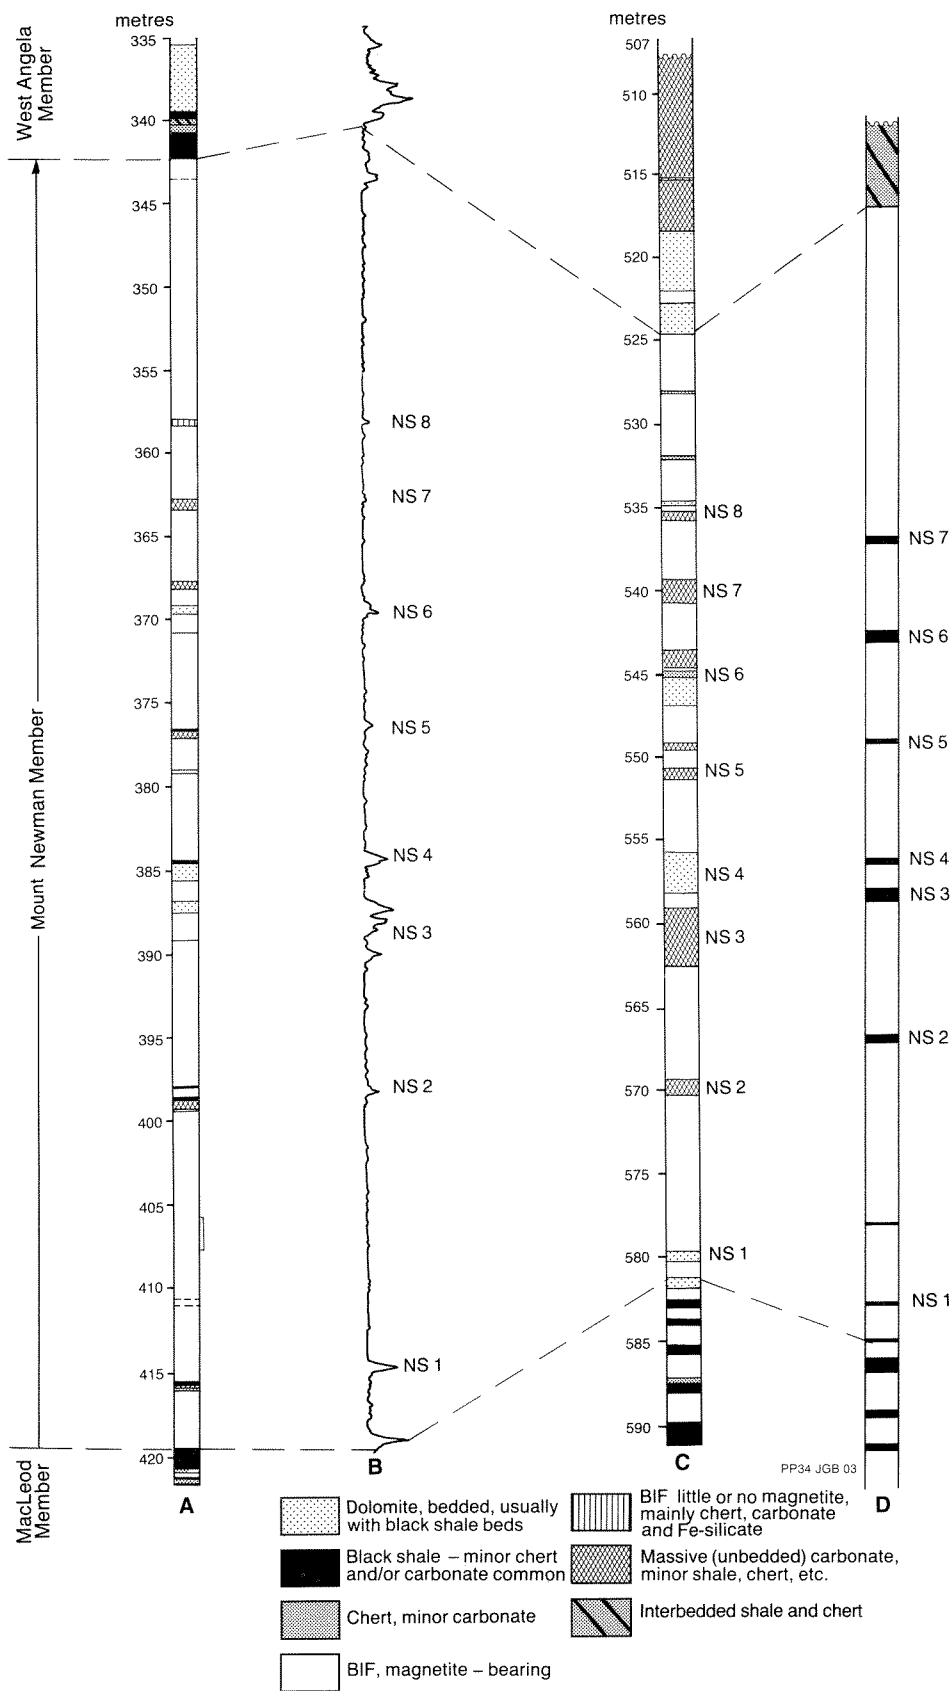 metres
335
340
345
350
355
360
365
370
375
380
385
390
395
400
405
410
415
420
A
West Angela
Member
Mount Newman Member
MacLeod
Member
NS 8
NS 7
NS 6
NS 5
NS 4
NS 3
NS 2
NS 1
B
metres
507
510
515
520
525
530
535
540
545
550
555
560
565
570
575
580
585
590
NS 8
NS 7
NS 6
NS 5
NS 4
NS 3
NS 2
NS 1
C
NS 7
NS 6
NS 5
NS 4
NS 3
NS 2
NS 1
D
PP34 JGB 03
Dolomite, bedded, usually
with black shale beds
Black shale – minor chert
and/or carbonate common
Chert, minor carbonate
BIF, magnetite – bearing
BIF little or no magnetite,
mainly chert, carbonate
and Fe-silicate
Massive (unbedded) carbonate,
minor shale, chert, etc.
Interbedded shale and chert